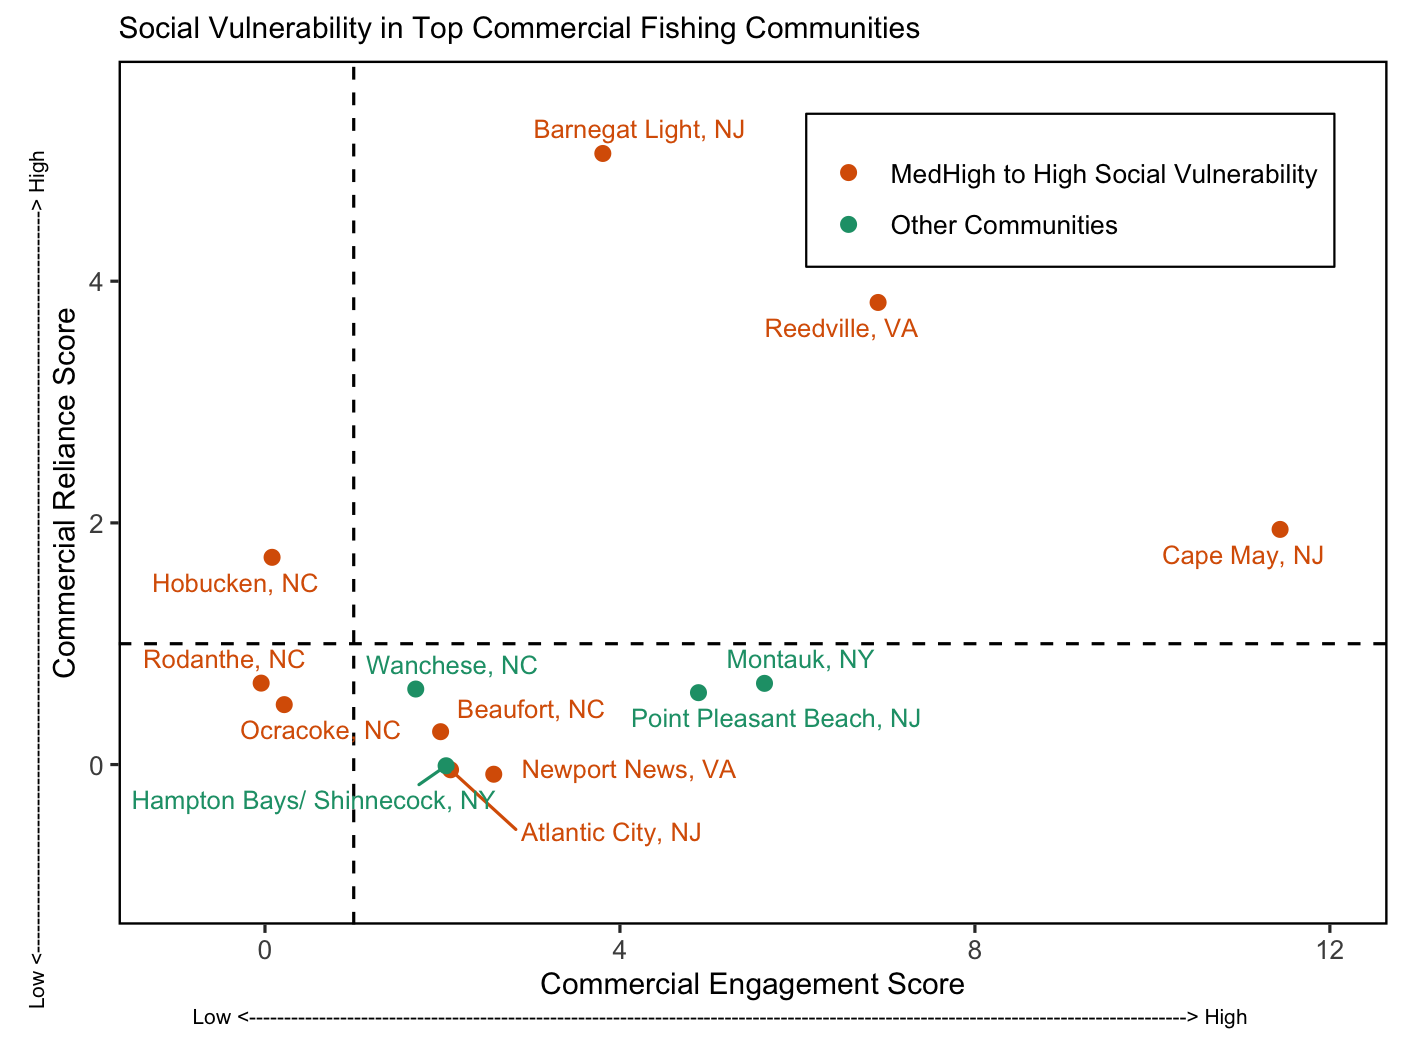 Social Vulnerability in Top Commercial Fishing Communities
Barnegat Light, NJ
MedHigh to High Social Vulnerability
Other Communities
Reedville, VA
Cape May, NJ
Hobucken, NC
Rodanthe, NC
Wanchese, NC
Montauk, NY
Beaufort, NC
Point Pleasant Beach, NJ
Ocracoke, NC
Newport News, VA
Hampton Bays/ Shinnecock, NY
Atlantic City, NJ
4
2
0
Commercial Reliance Score
Low <--------------------------------------------------------------> High
0 4 8 12
Commercial Engagement Score
Low <--------------------------------------------------------------> High